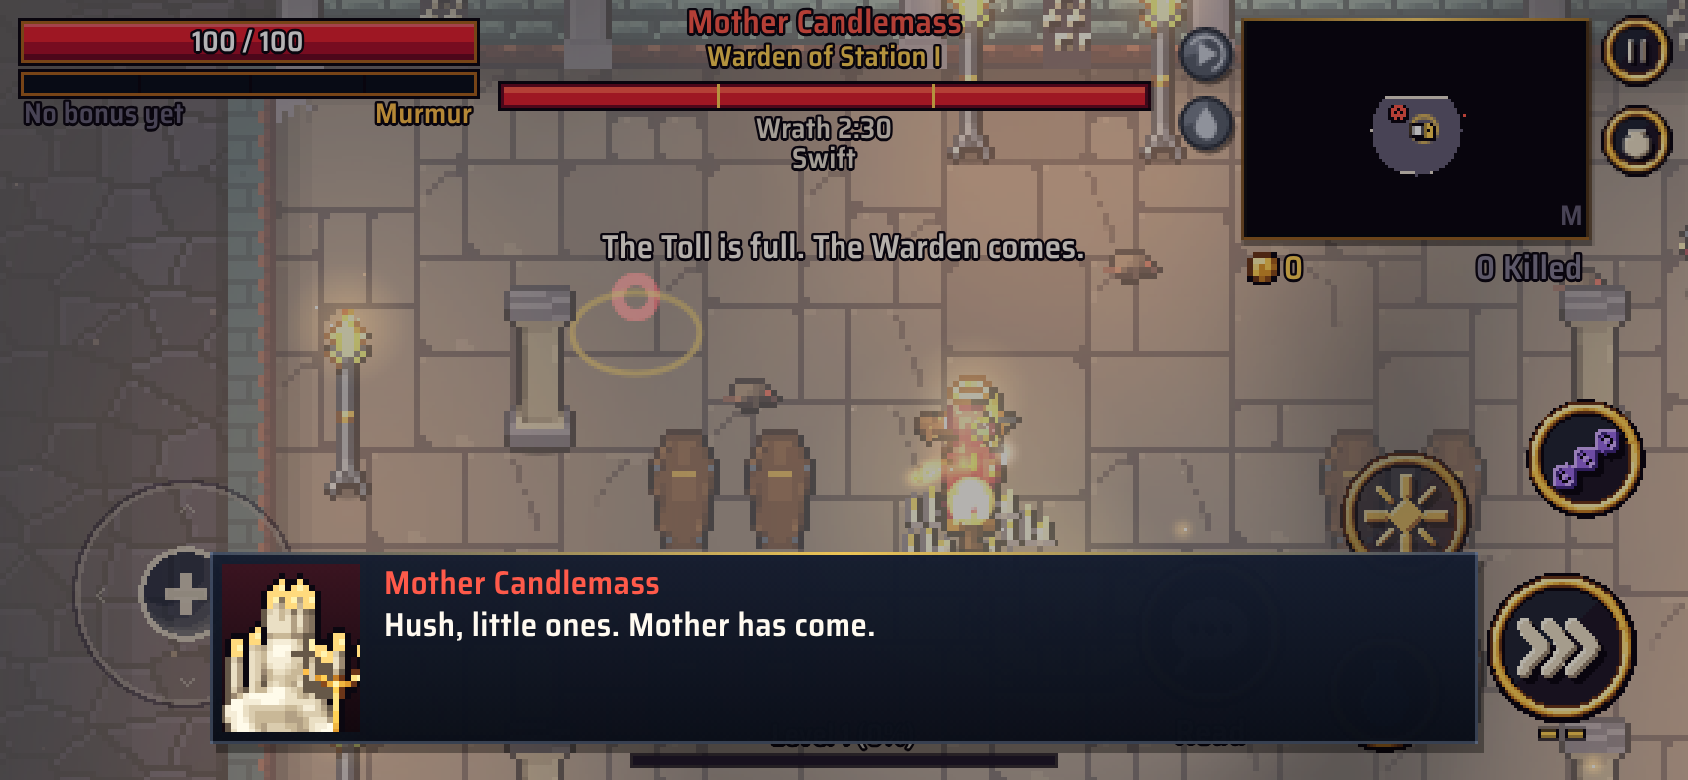 100 / 100
No bonus yet
Murmur
Mother Candlemass
Warden of Station I
Wrath 2:30
Swift
M
0
0 Killed
The Toll is full. The Warden comes.
Mother Candlemass
Hush, little ones. Mother has come.